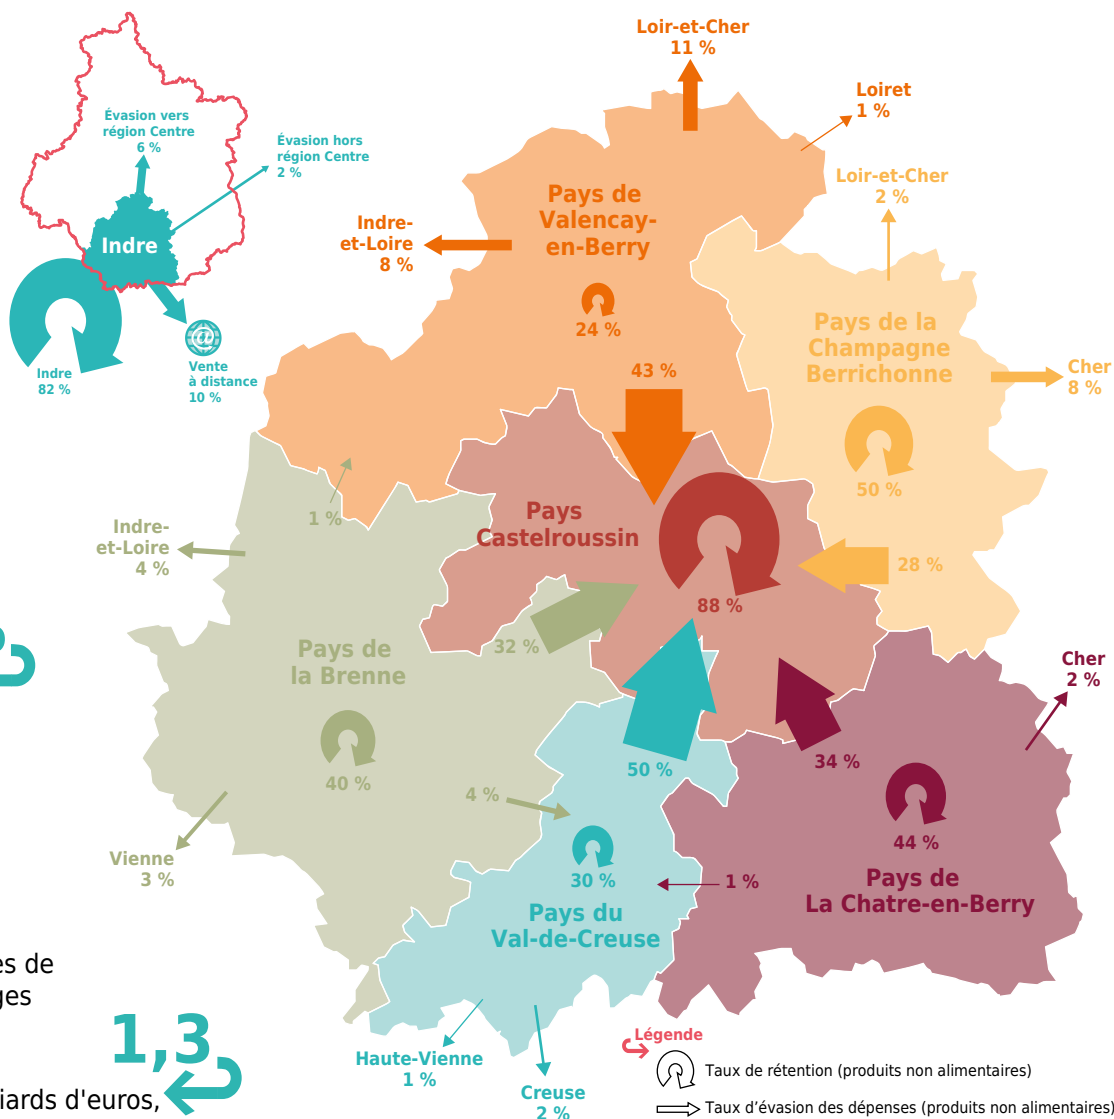 Évasion vers
région Centre
6 %
Évasion hors
région Centre
2 %
Indre
Indre
82 %
@
Vente
à distance
10 %
Loir-et-Cher
11 %
Loiret
1 %
Indre-
et-Loire
8 %
Pays de
Valencay-
en-Berry
24 %
43 %
Loir-et-Cher
2 %
Pays de la
Champagne
Berrichonne
50 %
Cher
8 %
28 %
Pays
Castelroussin
88 %
1 %
Indre-
et-Loire
4 %
32 %
Pays de
la Brenne
40 %
4 %
Vienne
3 %
50 %
30 %
Pays du
Val-de-Creuse
Haute-Vienne
1 %
Creuse
2 %
34 %
Cher
2 %
44 %
Pays de
La Chatre-en-Berry
1 %
1,3
iards d'euros,
Légende
Taux de rétention (produits non alimentaires)
Taux d’évasion des dépenses (produits non alimentaires)